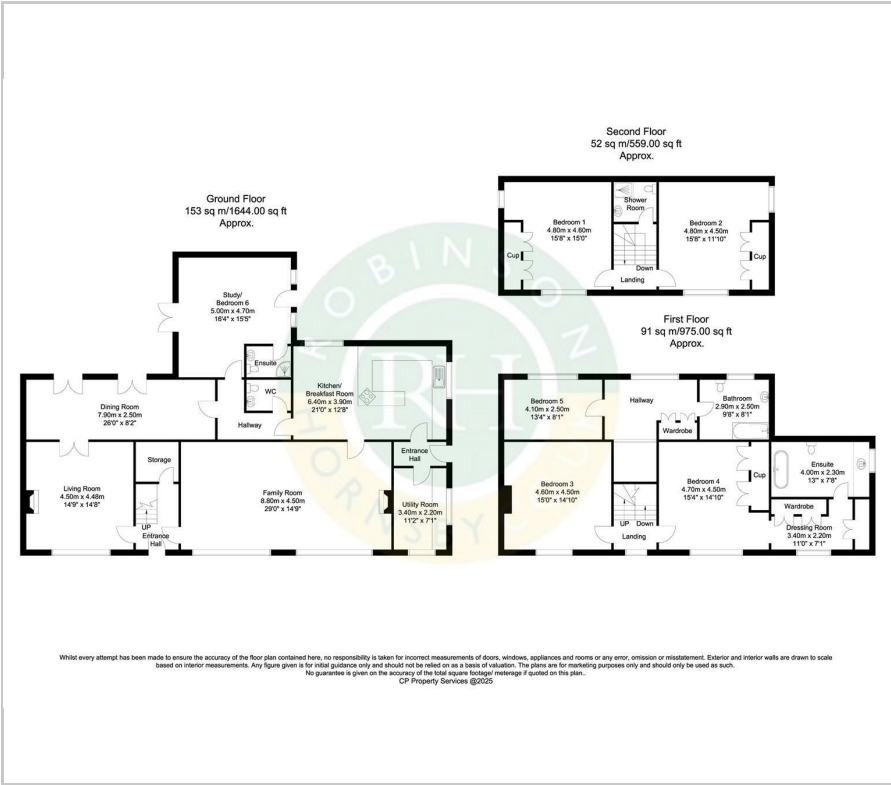 Second Floor
52 sq m/559.00 sq ft
Approx.
Ground Floor
153 sq m/1644.00 sq ft
Approx.
Bedroom 1
4.80m x 4.60m
15'8" x 15'0"
Shower
Room
Bedroom 2
4.80m x 4.50m
15'8" x 11'10"
Cup
Cup
Down
Landing
First Floor
91 sq m/975.00 sq ft
Approx.
Study/
Bedroom 6
5.00m x 4.70m
16'4" x 15'5"
Ensuite
WC
Kitchen/
Breakfast Room
6.40m x 3.90m
21'0" x 12'8"
Dining Room
7.90m x 2.50m
26'0" x 8'2"
Hallway
Entrance
Hall
Storage
Living Room
4.50m x 4.48m
14'9" x 14'8"
UP
Entrance
Hall
Family Room
8.80m x 4.50m
29'0" x 14'9"
Utility Room
3.40m x 2.20m
11'2" x 7'1"
Bedroom 5
4.10m x 2.50m
13'4" x 8'1"
Hallway
Wardrobe
Bathroom
2.90m x 2.50m
9'8" x 8'1"
Bedroom 3
4.60m x 4.50m
15'0" x 14'10"
UP
Down
Landing
Bedroom 4
4.70m x 4.50m
15'4" x 14'10"
Cup
Ensuite
4.00m x 2.30m
13'" x 7'8"
Wardrobe
Dressing Room
3.40m x 2.20m
11'0" x 7'1"
ROBINSON
RH
HORNSBY
Whilst every attempt has been made to ensure the accuracy of the floor plan contained here, no responsibility is taken for incorrect measurements of doors, windows, appliances and rooms or any error, omission or misstatement. Exterior and interior walls are drawn to scale
based on interior measurements. Any figure given is for initial guidance only and should not be relied on as a basis of valuation. The plans are for marketing purposes only and should only be used as such.
No guarantee is given on the accuracy of the total square footage/ meterage if quoted on this plan..
CP Property Services @2025